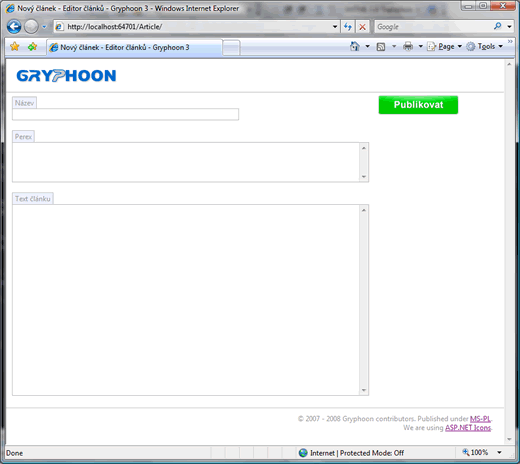 Nový článek - Editor článků - Gryphoon 3 - Windows Internet Explorer
http://localhost:64701/Article/
Google
Nový článek - Editor článků - Gryphoon 3
Page
Tools
GRYPHOON
Název
Publikovat
Perex
Text článku
© 2007 - 2008 Gryphoon contributors. Published under MS-PL.
We are using ASP.NET Icons.
Done
Internet | Protected Mode: Off
100%